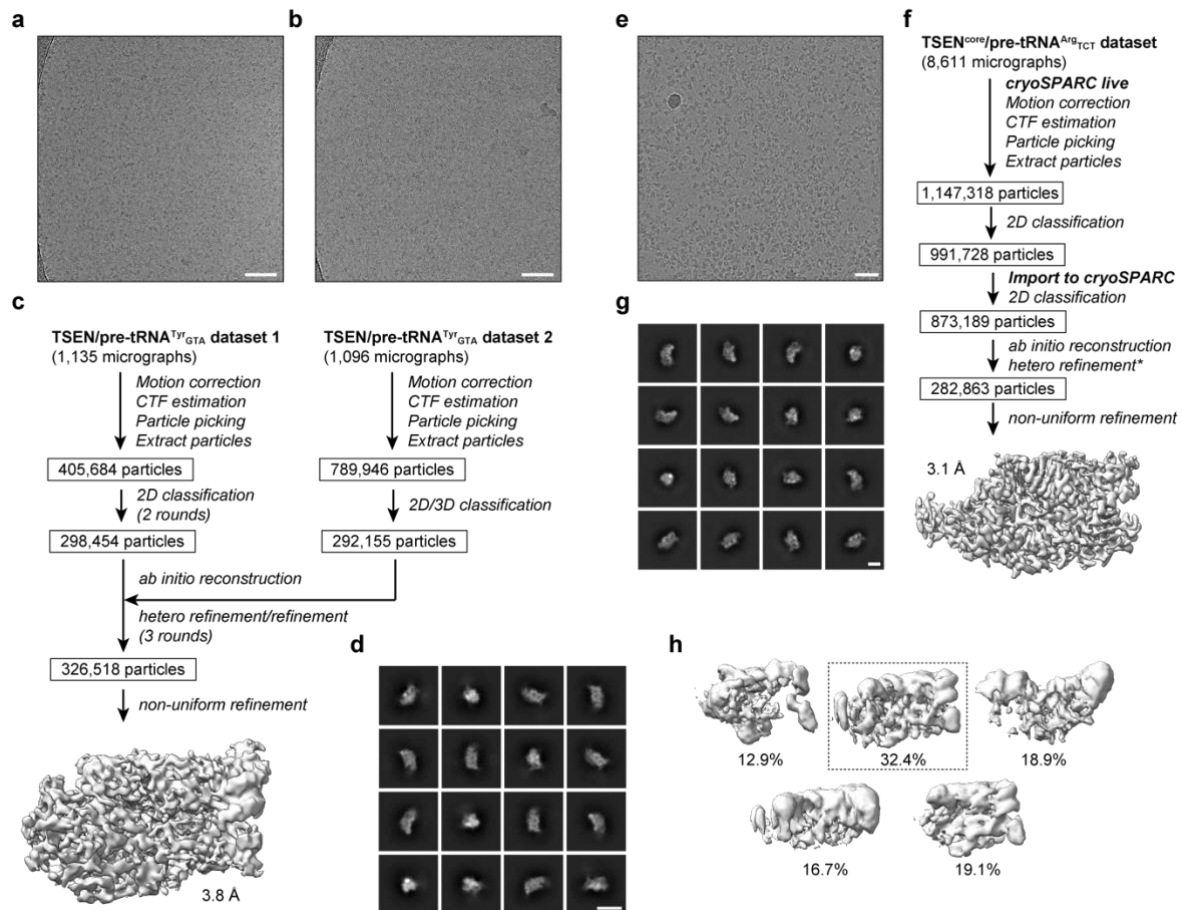 a
b
c
TSEN/pre-tRNA^Tyr_GTA dataset 1
(1,135 micrographs)
Motion correction
CTF estimation
Particle picking
Extract particles
405,684 particles
2D classification
(2 rounds)
298,454 particles
TSEN/pre-tRNA^Tyr_GTA dataset 2
(1,096 micrographs)
Motion correction
CTF estimation
Particle picking
Extract particles
789,946 particles
2D/3D classification
292,155 particles
ab initio reconstruction
hetero refinement/refinement
(3 rounds)
326,518 particles
non-uniform refinement
3.8 Å
d
e
f
TSEN^core/pre-tRNA^Arg_TCT dataset
(8,611 micrographs)
cryoSPARC live
Motion correction
CTF estimation
Particle picking
Extract particles
1,147,318 particles
2D classification
991,728 particles
Import to cryoSPARC
2D classification
873,189 particles
ab initio reconstruction
hetero refinement*
282,863 particles
non-uniform refinement
3.1 Å
g
h
12.9%
32.4%
18.9%
16.7%
19.1%